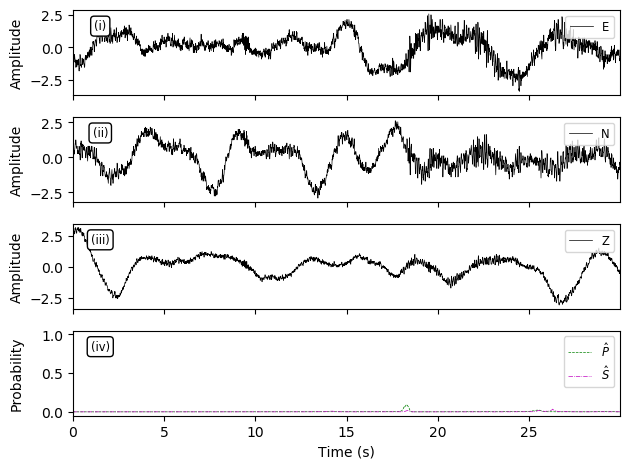 2.5
0.0
−2.5
Amplitude
(i)
E
2.5
0.0
−2.5
Amplitude
(ii)
N
2.5
0.0
−2.5
Amplitude
(iii)
Z
1.0
0.5
0.0
Probability
(iv)
P̂
Ŝ
0 5 10 15 20 25
Time (s)